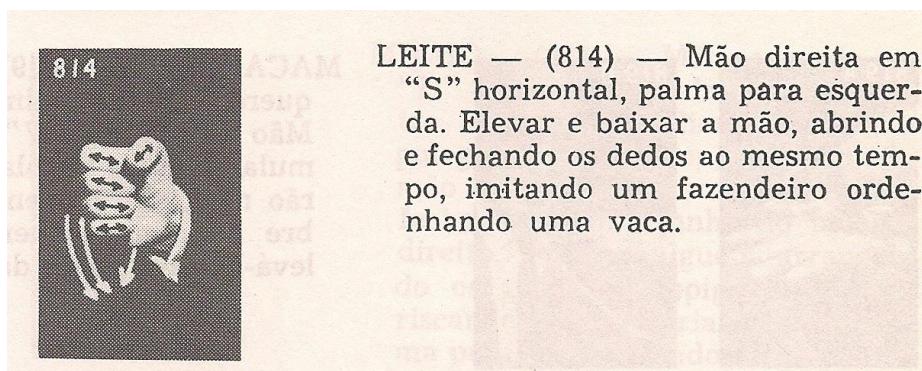 814
LEITE — (814) — Mão direita em
"S" horizontal, palma para esquer-
da. Elevar e baixar a mão, abrindo
e fechando os dedos ao mesmo tem-
po, imitando um fazendeiro orde-
nhando uma vaca.